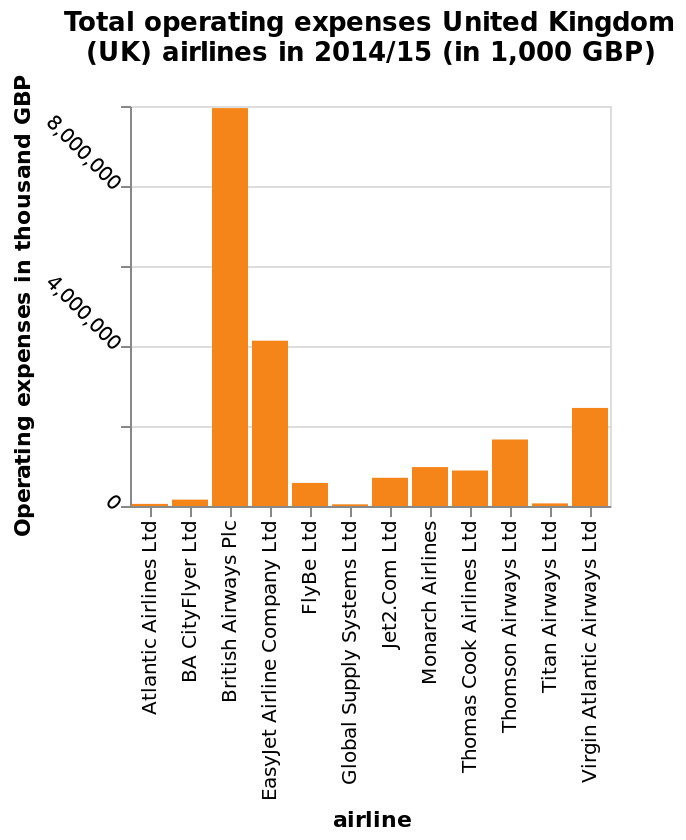 Total operating expenses United Kingdom
(UK) airlines in 2014/15 (in 1,000 GBP)
Operating expenses in thousand GBP
8,000,000
4,000,000
0
Atlantic Airlines Ltd
BA CityFlyer Ltd
British Airways Plc
EasyJet Airline Company Ltd
FlyBe Ltd
Global Supply Systems Ltd
Jet2.Com Ltd
Monarch Airlines
Thomas Cook Airlines Ltd
Thomson Airways Ltd
Titan Airways Ltd
Virgin Atlantic Airways Ltd
airline